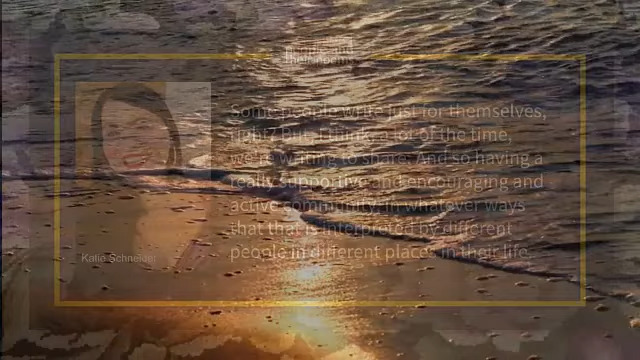 Some people write just for themselves,
right? But, I think a lot of the time,
we're writing to share. And so having a
really supportive and encouraging and
active community, in whatever ways
that that is interpreted by different
people in different places in their life.
Katie Schneider